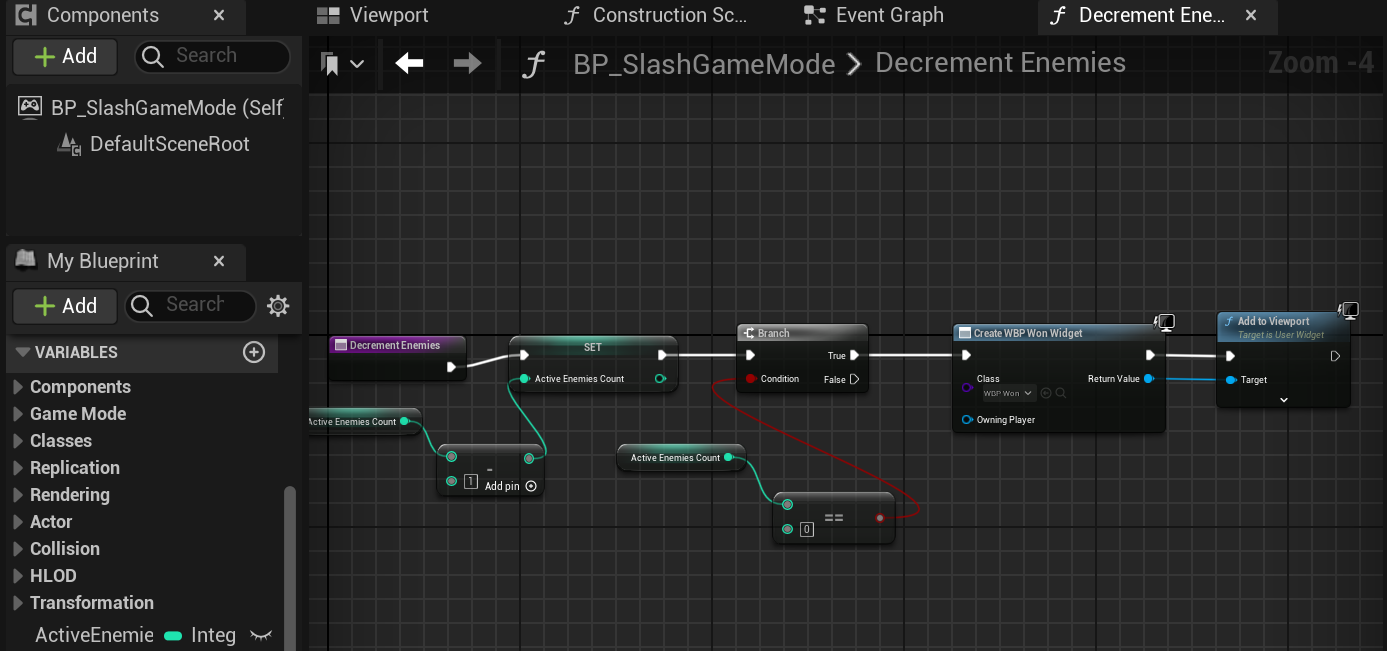 Components
Viewport
Construction Sc...
Event Graph
Decrement Ene...
Add
Search
BP_SlashGameMode
Decrement Enemies
Zoom -4
BP_SlashGameMode (Self
DefaultSceneRoot
My Blueprint
Add
Search
VARIABLES
Components
Game Mode
Classes
Replication
Rendering
Actor
Collision
HLOD
Transformation
ActiveEnemie
Integ
Decrement Enemies
SET
Active Enemies Count
Active Enemies Count
-
1
Add pin
Branch
True
Condition
False
Active Enemies Count
==
0
Create WBP Won Widget
Class
WBP Won
Return Value
Owning Player
Add to Viewport
Target is User Widget
Target